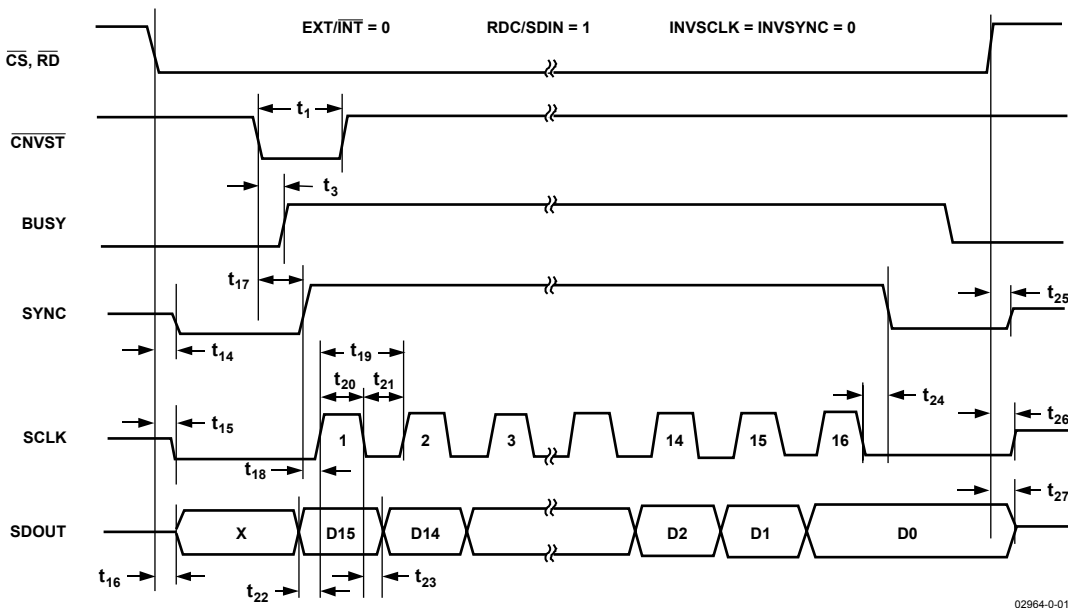 EXT/INT = 0 RDC/SDIN = 1 INVSCLK = INVSYNC = 0
CS, RD
t1
CNVST
t3
BUSY
t17
SYNC
t25
t14
t19
t20 t21
t24
t15
t26
SCLK
1 2 3 14 15 16
t18
t27
SDOUT
X D15 D14 D2 D1 D0
t16
t22
t23
02964-0-01